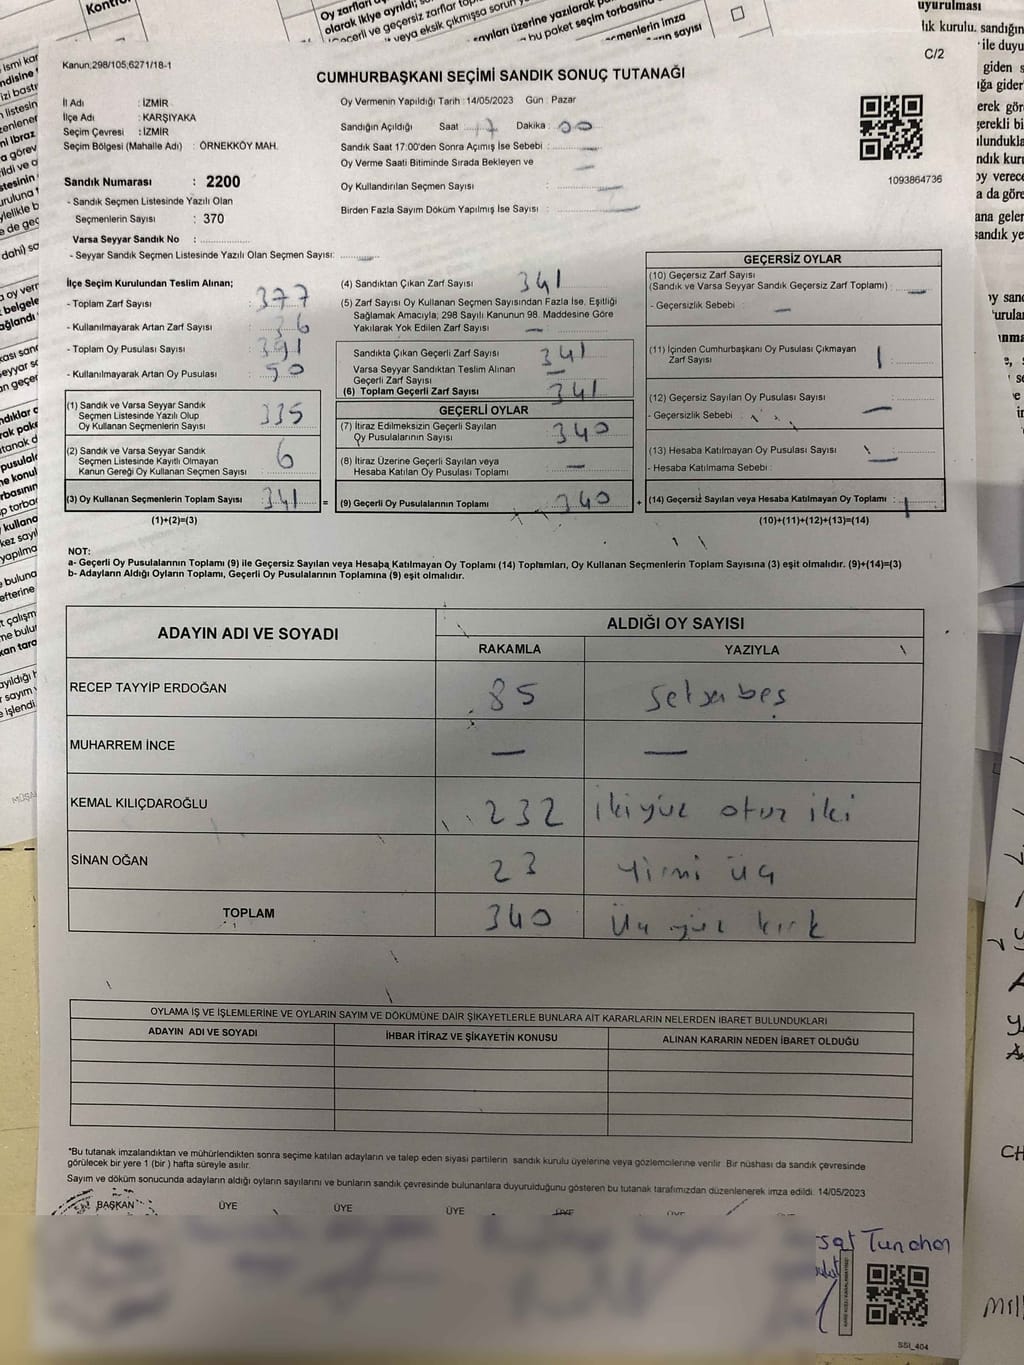 Kanun;298/105;6271/18-1
C/2
CUMHURBAŞKANI SEÇİMİ SANDIK SONUÇ TUTANAĞI
İl Adı : İZMİR
İlçe Adı : KARŞIYAKA
Seçim Çevresi : İZMİR
Seçim Bölgesi (Mahalle Adı) : ÖRNEKKÖY MAH.
Sandık Numarası : 2200
- Sandık Seçmen Listesinde Yazılı Olan
Seçmenlerin Sayısı : 370
Varsa Seyyar Sandık No :
- Seyyar Sandık Seçmen Listesinde Yazılı Olan Seçmen Sayısı:
Oy Vermenin Yapıldığı Tarih :14/05/2023 Gün : Pazar
Sandığın Açıldığı Saat 17 Dakika : 00
Sandık Saat 17:00'den Sonra Açımış İse Sebebi :
Oy Verme Saati Bitiminde Sırada Bekleyen ve
Oy Kullandırılan Seçmen Sayısı :
Birden Fazla Sayım Döküm Yapılmış İse Sayısı :
1093864736
İlçe Seçim Kurulundan Teslim Alınan;
- Toplam Zarf Sayısı : 377
- Kullanılmayarak Artan Zarf Sayısı : 36
- Toplam Oy Pusulası Sayısı : 391
- Kullanılmayarak Artan Oy Pusulası : 50
(1) Sandık ve Varsa Seyyar Sandık
Seçmen Listesinde Yazılı Olup
Oy Kullanan Seçmenlerin Sayısı : 335
(2) Sandık ve Varsa Seyyar Sandık
Seçmen Listesinde Kayıtlı Olmayan
Kanun Gereği Oy Kullanan Seçmen Sayısı : 6
(3) Oy Kullanan Seçmenlerin Toplam Sayısı : 341 =
(1)+(2)=(3)
(4) Sandıktan Çıkan Zarf Sayısı : 341
(5) Zarf Sayısı Oy Kullanan Seçmen Sayısından Fazla İse, Eşitliği
Sağlamak Amacıyla; 298 Sayılı Kanunun 98. Maddesine Göre
Yakılarak Yok Edilen Zarf Sayısı : —
Sandıkta Çıkan Geçerli Zarf Sayısı : 341
Varsa Seyyar Sandıktan Teslim Alınan
Geçerli Zarf Sayısı : —
(6) Toplam Geçerli Zarf Sayısı : 341
GEÇERLİ OYLAR
(7) İtiraz Edilmeksizin Geçerli Sayılan
Oy Pusulalarının Sayısı : 340
(8) İtiraz Üzerine Geçerli Sayılan veya
Hesaba Katılan Oy Pusulası Toplamı : —
(9) Geçerli Oy Pusulalarının Toplamı : 340 +
GEÇERSİZ OYLAR
(10) Geçersiz Zarf Sayısı
(Sandık ve Varsa Seyyar Sandık Geçersiz Zarf Toplamı) : —
- Geçersizlik Sebebi : —
(11) İçinden Cumhurbaşkanı Oy Pusulası Çıkmayan
Zarf Sayısı : 1
(12) Geçersiz Sayılan Oy Pusulası Sayısı : —
- Geçersizlik Sebebi :
(13) Hesaba Katılmayan Oy Pusulası Sayısı : —
- Hesaba Katılmama Sebebi :
(14) Geçersiz Sayılan veya Hesaba Katılmayan Oy Toplamı : 1
(10)+(11)+(12)+(13)=(14)
NOT:
a- Geçerli Oy Pusulalarının Toplamı (9) ile Geçersiz Sayılan veya Hesaba Katılmayan Oy Toplamı (14) Toplamları, Oy Kullanan Seçmenlerin Toplam Sayısına (3) eşit olmalıdır. (9)+(14)=(3)
b- Adayların Aldığı Oyların Toplamı, Geçerli Oy Pusulalarının Toplamına (9) eşit olmalıdır.
ADAYIN ADI VE SOYADI
ALDIĞI OY SAYISI
RAKAMLA YAZIYLA
RECEP TAYYİP ERDOĞAN 85 seksenbeş
MUHARREM İNCE — —
KEMAL KILIÇDAROĞLU 232 ikiyüz otuz iki
SİNAN OĞAN 23 yirmi üç
TOPLAM 340 üç yüz kırk
OYLAMA İŞ VE İŞLEMLERİNE VE OYLARIN SAYIM VE DÖKÜMÜNE DAİR ŞİKAYETLERLE BUNLARA AİT KARARLARIN NELERDEN İBARET BULUNDUKLARI
ADAYIN ADI VE SOYADI İHBAR İTİRAZ VE ŞİKAYETİN KONUSU ALINAN KARARIN NEDEN İBARET OLDUĞU
*Bu tutanak imzalandıktan ve mühürlendikten sonra seçime katılan adayların ve talep eden siyasi partilerin sandık kurulu üyelerine veya gözlemcilerine verilir Bir nüshası da sandık çevresinde
görülecek bir yere 1 (bir ) hafta süreyle asılır.
Sayım ve döküm sonucunda adayların aldığı oyların sayılarını ve bunların sandık çevresinde bulunanlara duyurulduğunu gösteren bu tutanak tarafımızdan düzenlenerek imza edildi. 14/05/2023
BAŞKAN ÜYE ÜYE ÜYE ÜYE ÜYE
Tunchan
SSI_404